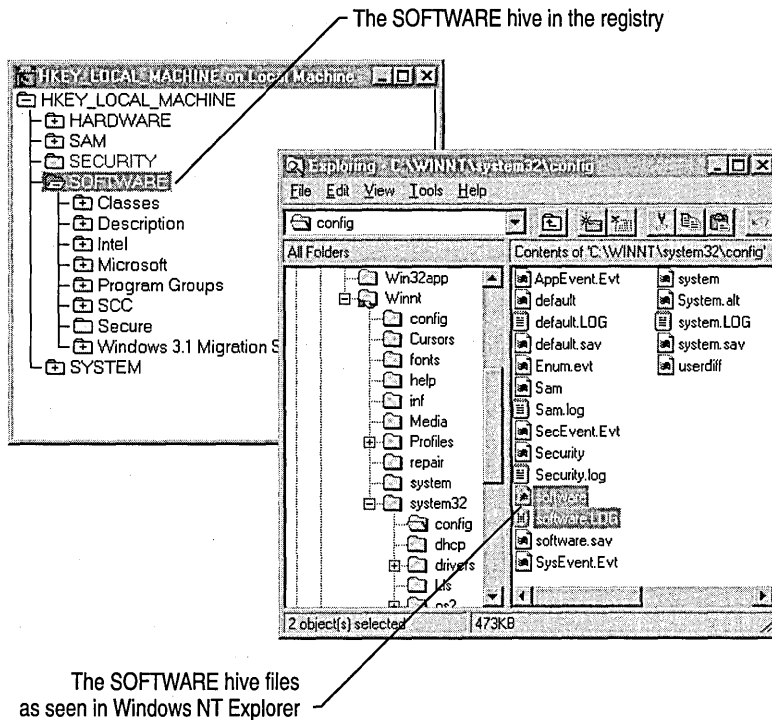 The SOFTWARE hive in the registry
HKEY_LOCAL_MACHINE on Local Machine
HKEY_LOCAL_MACHINE
HARDWARE
SAM
SECURITY
SOFTWARE
Classes
Description
Intel
Microsoft
Program Groups
SCC
Secure
Windows 3.1 Migration S
SYSTEM
Exploring - C:\WINNT\system32\config
File Edit View Tools Help
config
All Folders
Contents of 'C:\WINNT\system32\config'
Win32app
Winnt
config
Cursors
fonts
help
inf
Media
Profiles
repair
system
system32
config
dhcp
drivers
AppEvent.Evt
default
default.LOG
default.sav
Enum.evt
Sam
Sam.log
SecEvent.Evt
Security
Security.log
software
software.LOG
software.sav
SysEvent.Evt
system
System.alt
system.LOG
system.sav
userdiff
2 object(s) selected
473KB
The SOFTWARE hive files
as seen in Windows NT Explorer